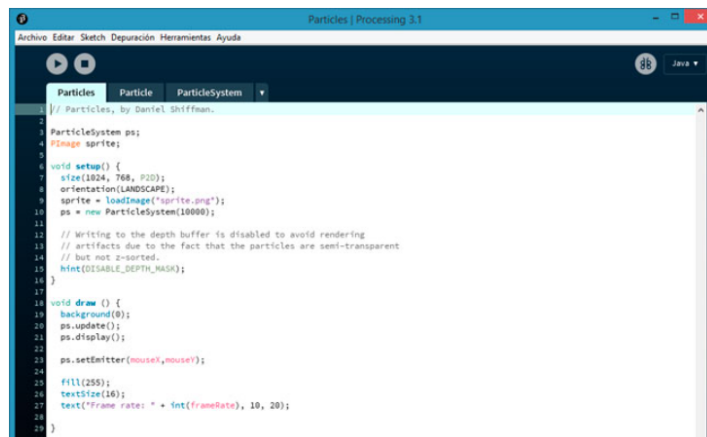 Particles | Processing 3.1
Archivo Editar Sketch Depuración Herramientas Ayuda
Java ▾
Particles Particle ParticleSystem ▾
1 // Particles, by Daniel Shiffman.
2
3 ParticleSystem ps;
4 PImage sprite;
5
6 void setup() {
7   size(1024, 768, P2D);
8   orientation(LANDSCAPE);
9   sprite = loadImage("sprite.png");
10   ps = new ParticleSystem(10000);
11
12   // Writing to the depth buffer is disabled to avoid rendering
13   // artifacts due to the fact that the particles are semi-transparent
14   // but not z-sorted.
15   hint(DISABLE_DEPTH_MASK);
16 }
17
18 void draw () {
19   background(0);
20   ps.update();
21   ps.display();
22
23   ps.setEmitter(mouseX,mouseY);
24
25   fill(255);
26   textSize(16);
27   text("Frame rate: " + int(frameRate), 10, 20);
28
29 }